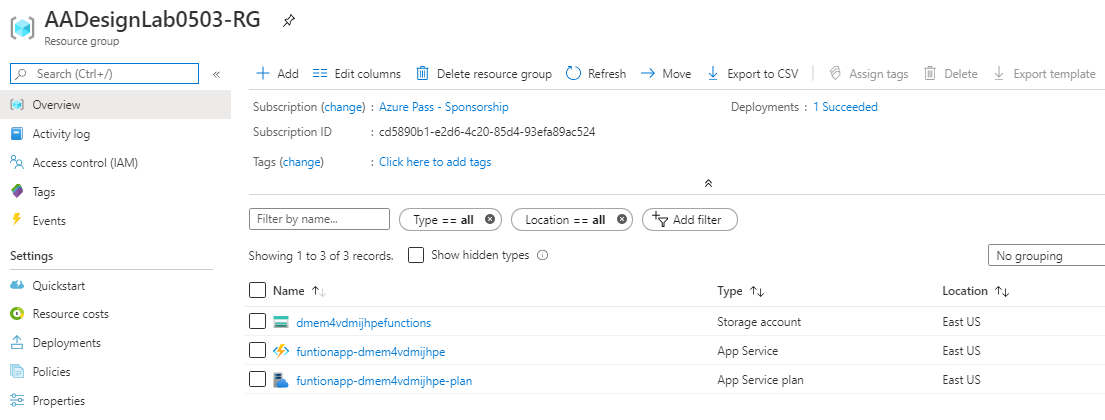 AADesignLab0503-RG
Resource group
Search (Ctrl+/)
«
Overview
Activity log
Access control (IAM)
Tags
Events
Settings
Quickstart
Resource costs
Deployments
Policies
Properties
Add Edit columns Delete resource group Refresh Move Export to CSV Assign tags Delete Export template
Subscription (change) : Azure Pass - Sponsorship Deployments : 1 Succeeded
Subscription ID : cd5890b1-e2d6-4c20-85d4-93efa89ac524
Tags (change) : Click here to add tags
Filter by name... Type == all Location == all Add filter
Showing 1 to 3 of 3 records. Show hidden types No grouping
Name ↑↓ Type ↑↓ Location ↑↓
dmem4vdmijhpefunctions Storage account East US
funtionapp-dmem4vdmijhpe App Service East US
funtionapp-dmem4vdmijhpe-plan App Service plan East US